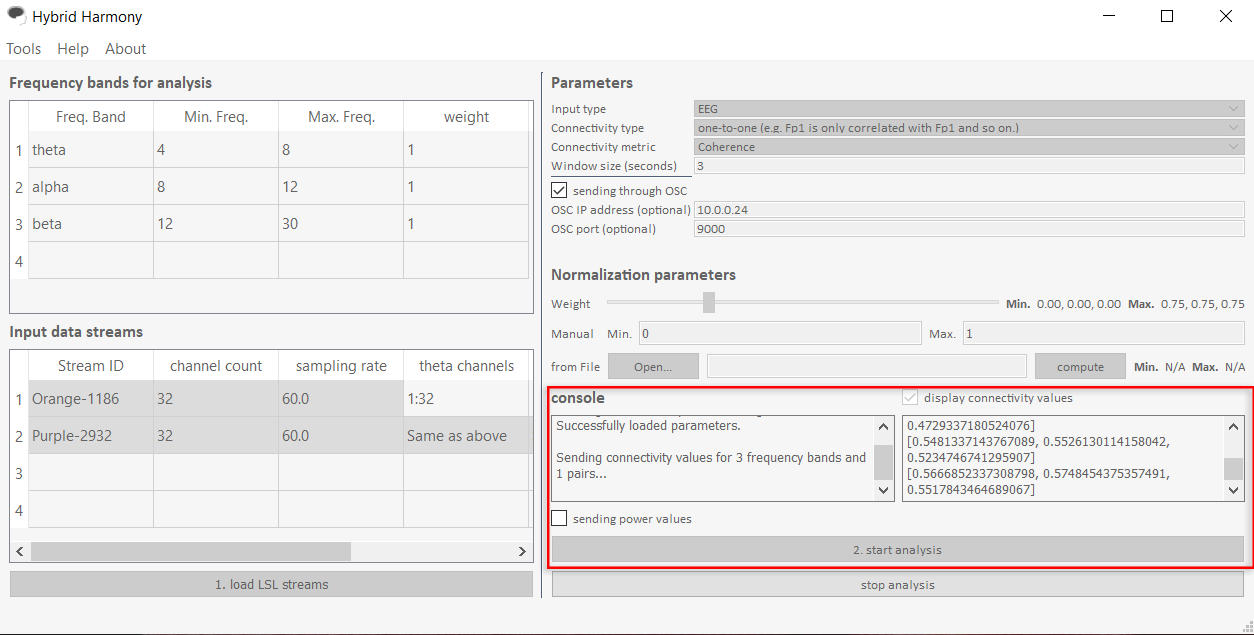 Hybrid Harmony
Tools Help About
Frequency bands for analysis
Freq. Band Min. Freq. Max. Freq. weight
1 theta 4 8 1
2 alpha 8 12 1
3 beta 12 30 1
4
Input data streams
Stream ID channel count sampling rate theta channels
1 Orange-1186 32 60.0 1:32
2 Purple-2932 32 60.0 Same as above
3
4
1. load LSL streams
Parameters
Input type EEG
Connectivity type one-to-one (e.g. Fp1 is only correlated with Fp1 and so on.)
Connectivity metric Coherence
Window size (seconds) 3
sending through OSC
OSC IP address (optional) 10.0.0.24
OSC port (optional) 9000
Normalization parameters
Weight Min. 0.00, 0.00, 0.00 Max. 0.75, 0.75, 0.75
Manual Min. 0 Max. 1
from File Open... compute Min. N/A Max. N/A
console
Successfully loaded parameters.
Sending connectivity values for 3 frequency bands and
1 pairs...
display connectivity values
0.4729337180524076]
[0.5481337143767089, 0.5526130114158042,
0.5234746741295907]
[0.5666852337308798, 0.5748454375357491,
0.5517843464689067]
sending power values
2. start analysis
stop analysis